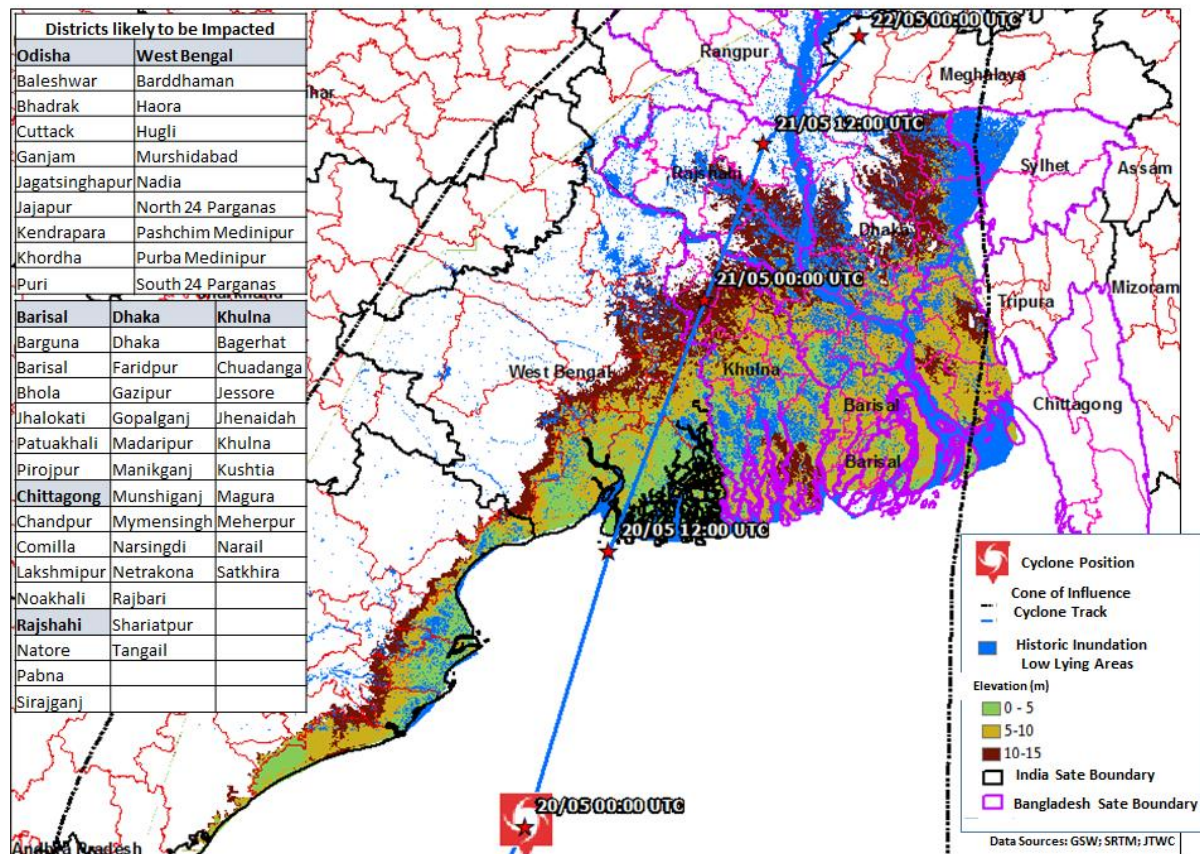 Districts likely to be Impacted
Odisha West Bengal
Baleshwar Barddhaman
Bhadrak Haora
Cuttack Hugli
Ganjam Murshidabad
Jagatsinghapur Nadia
Jajapur North 24 Parganas
Kendrapara Pashchim Medinipur
Khordha Purba Medinipur
Puri South 24 Parganas
Barisal Dhaka Khulna
Barguna Dhaka Bagerhat
Barisal Faridpur Chuadanga
Bhola Gazipur Jessore
Jhalokati Gopalganj Jhenaidah
Patuakhali Madaripur Khulna
Pirojpur Manikganj Kushtia
Chittagong Munshiganj Magura
Chandpur Mymensingh Meherpur
Comilla Narsingdi Narail
Lakshmipur Netrakona Satkhira
Noakhali Rajbari
Rajshahi Shariatpur
Natore Tangail
Pabna
Sirajganj
22/05 00:00 UTC
Rangpur
Meghalaya
21/05 12:00 UTC
Rajshahi
Sylhet
Assam
Dhaka
21/05 00:00 UTC
Tripura
Mizoram
West Bengal
Khulna
Barisal
Chittagong
Barisal
20/05 12:00 UTC
20/05 00:00 UTC
Andhra Pradesh
Cyclone Position
Cone of Influence
Cyclone Track
Historic Inundation
Low Lying Areas
Elevation (m)
0 - 5
5-10
10-15
India Sate Boundary
Bangladesh Sate Boundary
Data Sources: GSW; SRTM; JTWC